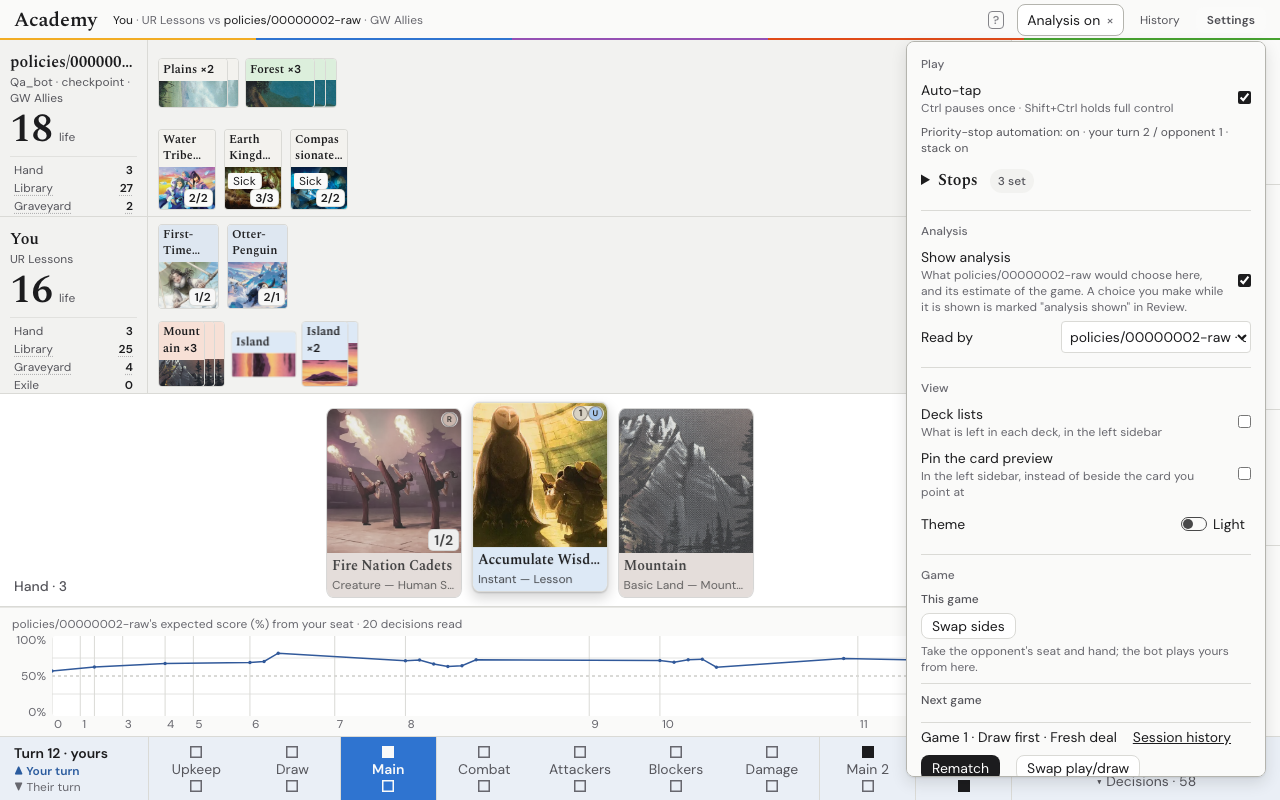 Academy
You · UR Lessons vs policies/00000002-raw · GW Allies
?
Analysis on ×
History
Settings
policies/000000…
Qa_bot · checkpoint ·
GW Allies
18 life
Hand 3
Library 27
Graveyard 2
Plains ×2
Forest ×3
Water
Tribe…
2/2
Earth
Kingd…
Sick
3/3
Compas
sionate…
Sick
2/2
You
UR Lessons
16 life
Hand 3
Library 25
Graveyard 4
Exile 0
First-
Time…
1/2
Otter-
Penguin
2/1
Mount
ain ×3
Island
Island
×2
Hand · 3
R
1/2
Fire Nation Cadets
Creature — Human S…
1 U
Accumulate Wisd…
Instant — Lesson
Mountain
Basic Land — Mount…
policies/00000002-raw's expected score (%) from your seat · 20 decisions read
100%
50%
0%
0 1 3 4 5 6 7 8 9 10 11
Turn 12 · yours
▲ Your turn
▼ Their turn
Upkeep
Draw
Main
Combat
Attackers
Blockers
Damage
Main 2
Decisions · 58
Play
Auto-tap
Ctrl pauses once · Shift+Ctrl holds full control
Priority-stop automation: on · your turn 2 / opponent 1 ·
stack on
Stops 3 set
Analysis
Show analysis
What policies/00000002-raw would choose here,
and its estimate of the game. A choice you make while
it is shown is marked "analysis shown" in Review.
Read by
policies/00000002-raw ·
View
Deck lists
What is left in each deck, in the left sidebar
Pin the card preview
In the left sidebar, instead of beside the card you
point at
Theme
Light
Game
This game
Swap sides
Take the opponent's seat and hand; the bot plays yours
from here.
Next game
Game 1 · Draw first · Fresh deal
Session history
Rematch
Swap play/draw